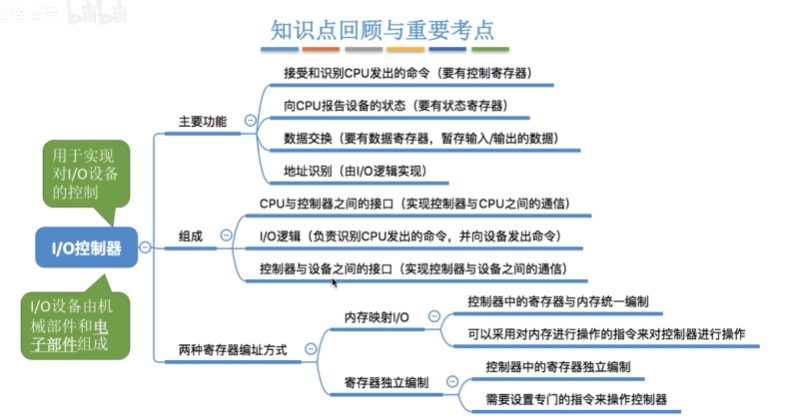 bilibili
知识点回顾与重要考点
接受和识别CPU发出的命令（要有控制寄存器）
向CPU报告设备的状态（要有状态寄存器）
主要功能
数据交换（要有数据寄存器，暂存输入/输出的数据）
地址识别（由I/O逻辑实现）
用于实现
对I/O设备
的控制
CPU与控制器之间的接口（实现控制器与CPU之间的通信）
组成
I/O逻辑（负责识别CPU发出的命令，并向设备发出命令）
I/O控制器
控制器与设备之间的接口（实现控制器与设备之间的通信）
I/O设备由机
械部件和电
子部件组成
控制器中的寄存器与内存统一编制
内存映射I/O
可以采用对内存进行操作的指令来对控制器进行操作
两种寄存器编址方式
控制器中的寄存器独立编制
寄存器独立编制
需要设置专门的指令来操作控制器